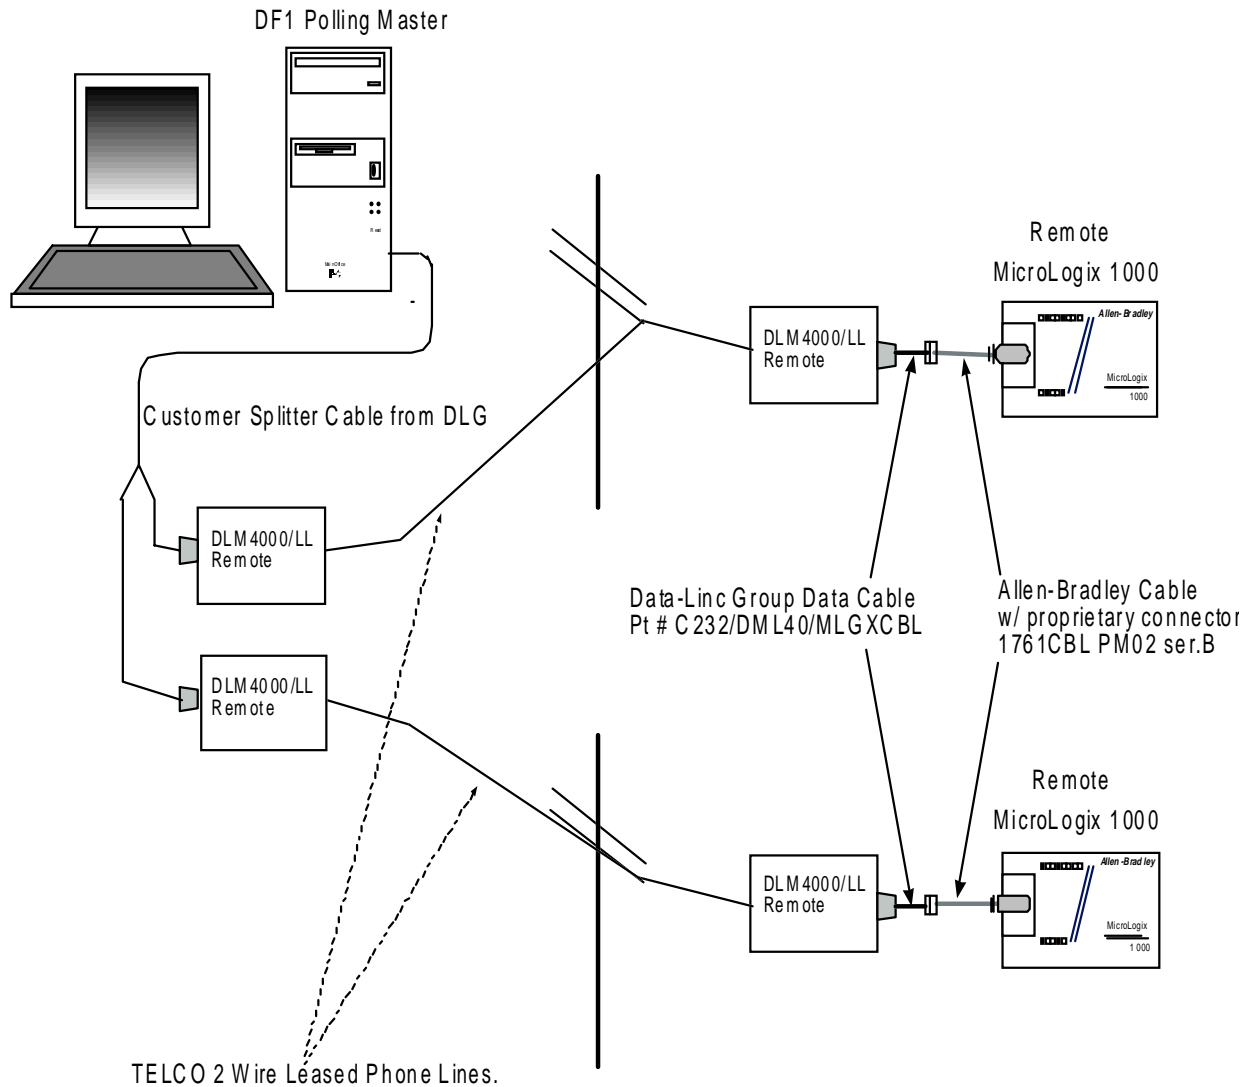 DF1 Polling Master
Remote
MicroLogix 1000
Allen-Bradley
MicroLogix
1000
DLM4000/LL
Remote
Customer Splitter Cable from DLG
DLM4000/LL
Remote
Data-Linc Group Data Cable
Pt # C232/DML40/MLGXCBL
Allen-Bradley Cable
w/ proprietary connector
1761CBL PM02 ser.B
DLM4000/LL
Remote
Remote
MicroLogix 1000
Allen-Bradley
MicroLogix
1000
DLM4000/LL
Remote
TELCO 2 Wire Leased Phone Lines.